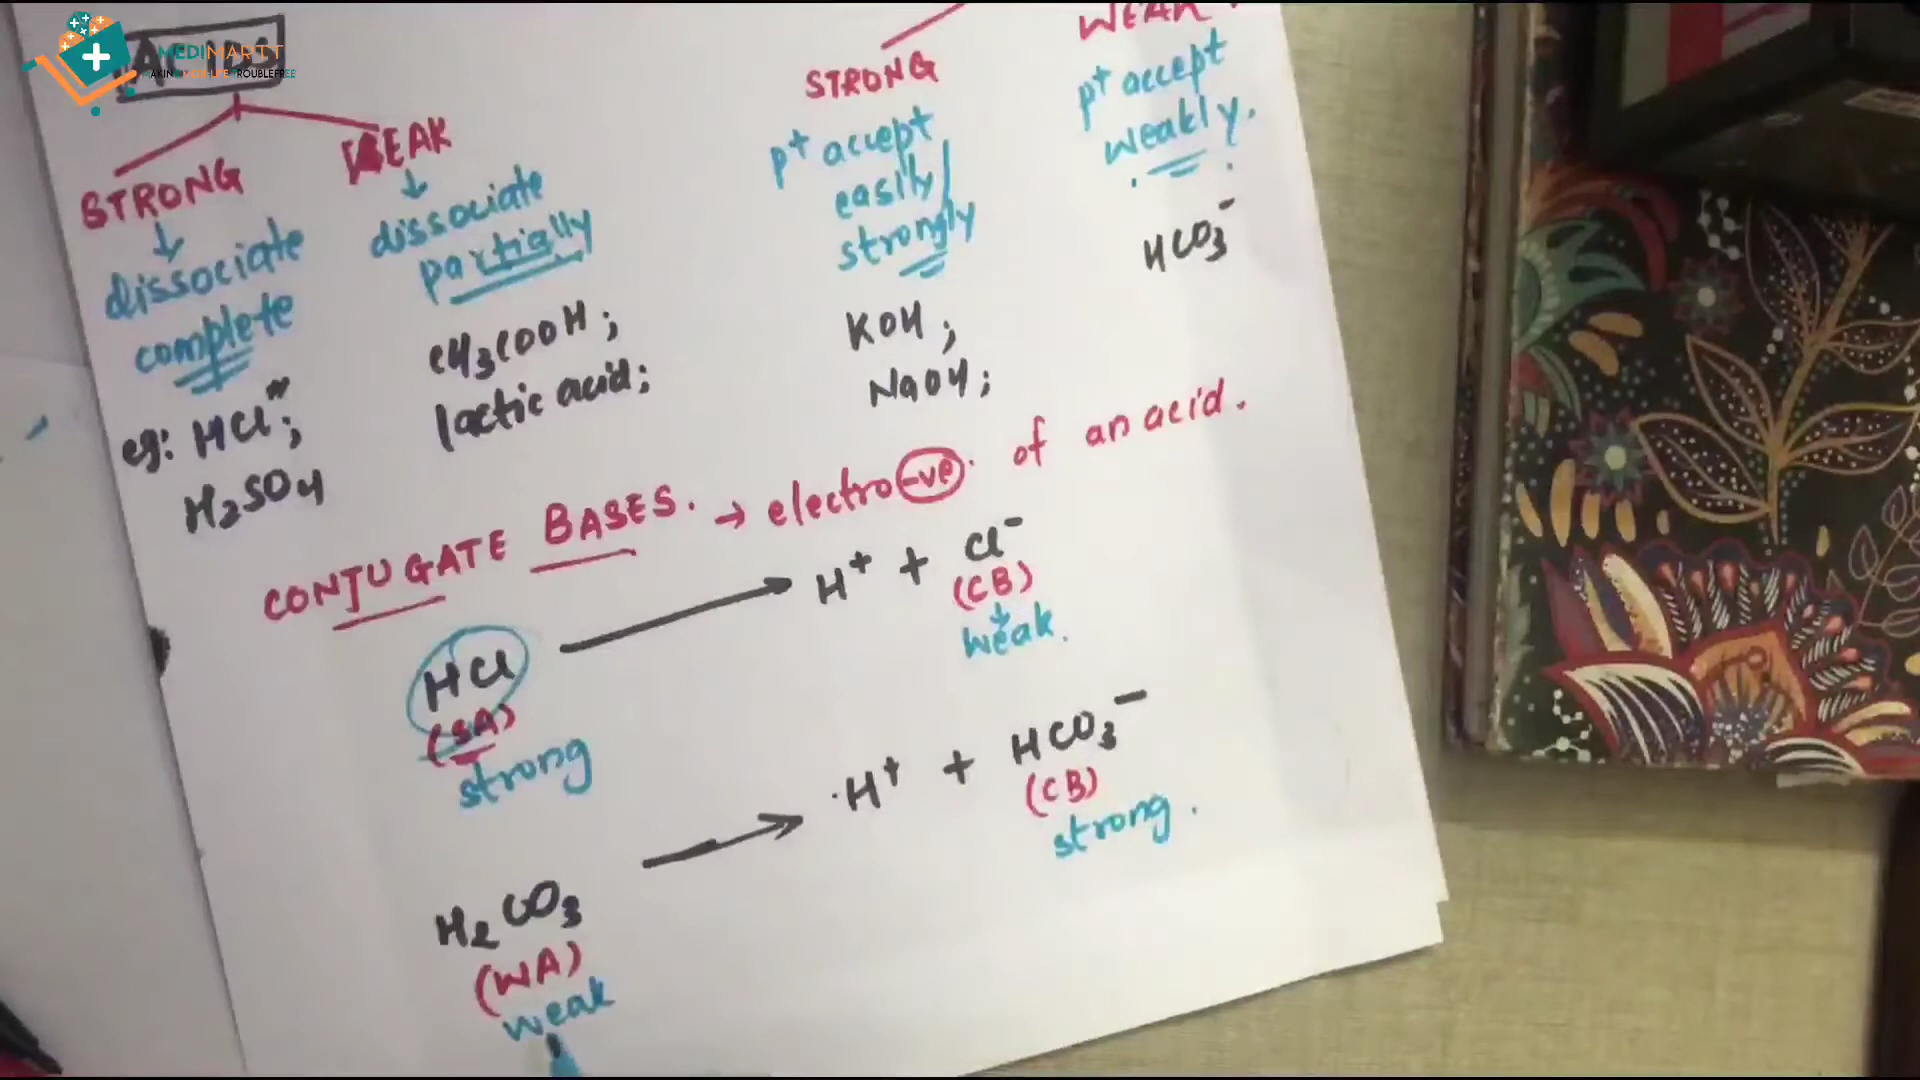 ACIDS
MEDIMARTT
STRONG
WEAK
dissociate
complete
dissociate
partially
eg: HCl;
H2SO4
CH3COOH;
lactic acid;
STRONG
WEAK
p+ accept
easily/
strongly
p+ accept
weakly.
KOH;
NaOH;
HCO3-
CONJUGATE BASES. → electro -ve. of an acid.
HCl → H+ + Cl-
(SA)
strong
(CB)
weak.
H2CO3 → H+ + HCO3-
(WA)
weak
(CB)
strong.